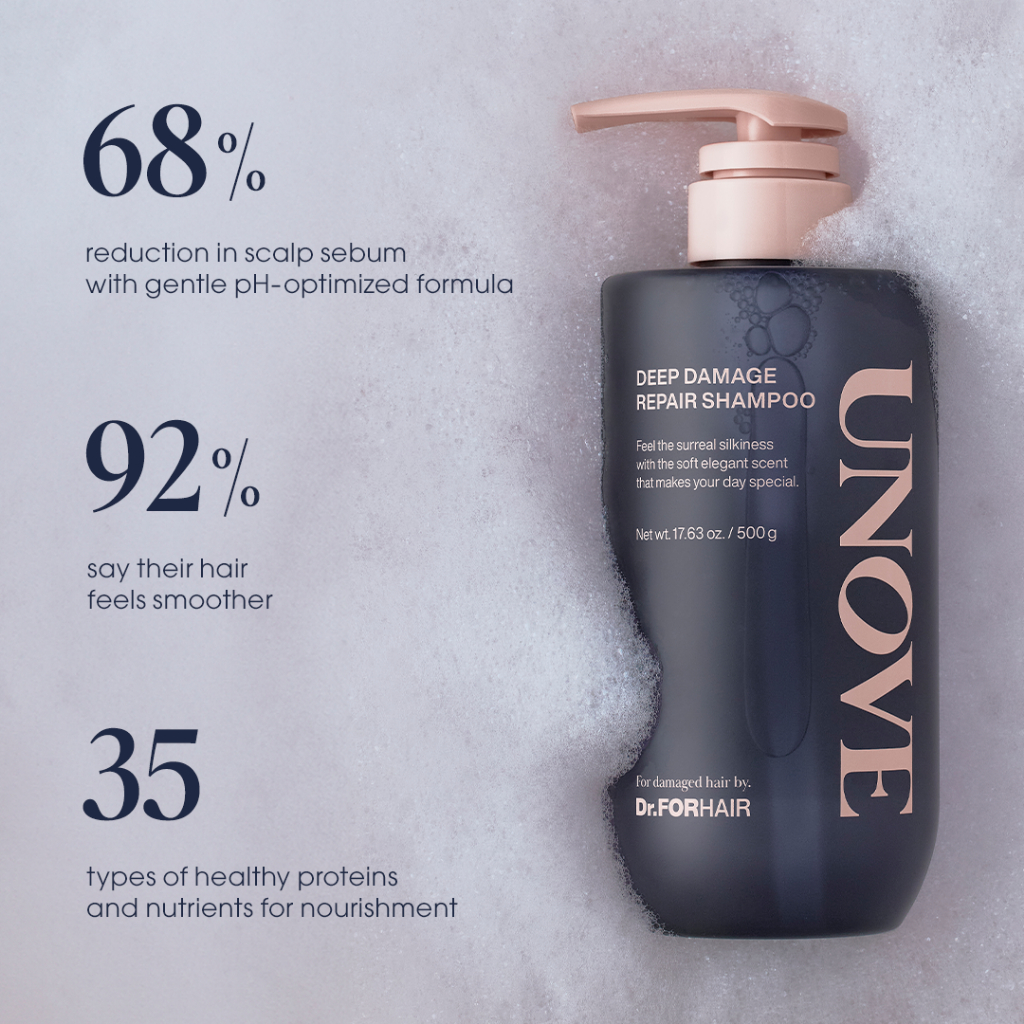 68%
reduction in scalp sebum
with gentle pH-optimized formula
92%
say their hair
feels smoother
35
types of healthy proteins
and nutrients for nourishment
DEEP DAMAGE
REPAIR SHAMPOO
Feel the surreal silkiness
with the soft elegant scent
that makes your day special.
Net wt. 17.63 oz. / 500 g
For damaged hair by.
Dr.FORHAIR
UNOVE